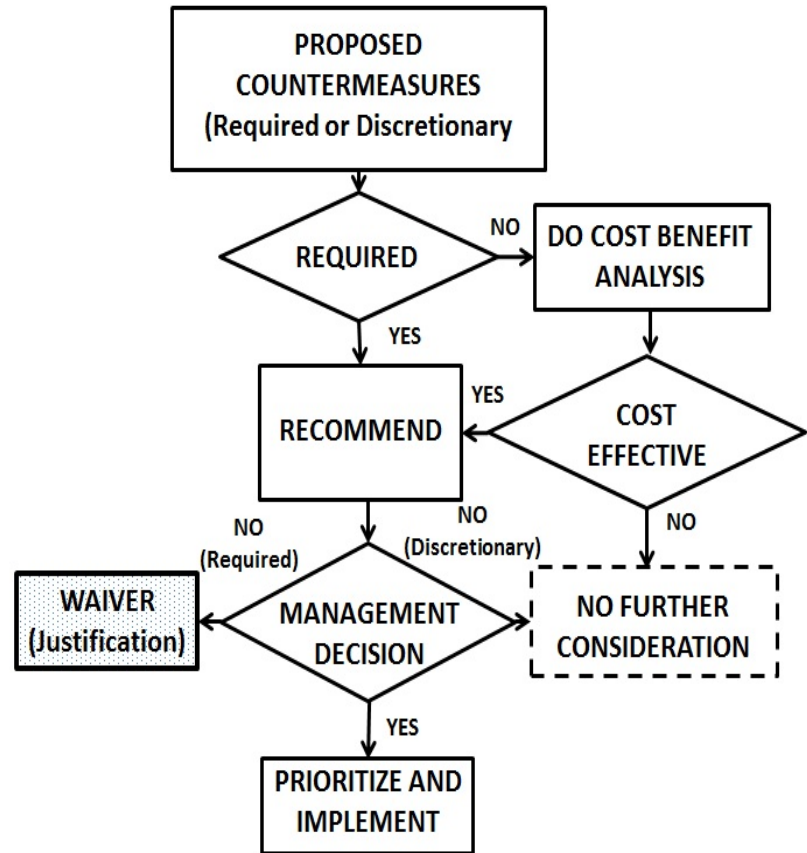 PROPOSED
COUNTERMEASURES
(Required or Discretionary
REQUIRED
NO
DO COST BENEFIT
ANALYSIS
YES
RECOMMEND
YES
COST
EFFECTIVE
NO
(Required)
NO
(Discretionary)
NO
WAIVER
(Justification)
MANAGEMENT
DECISION
NO FURTHER
CONSIDERATION
YES
PRIORITIZE AND
IMPLEMENT